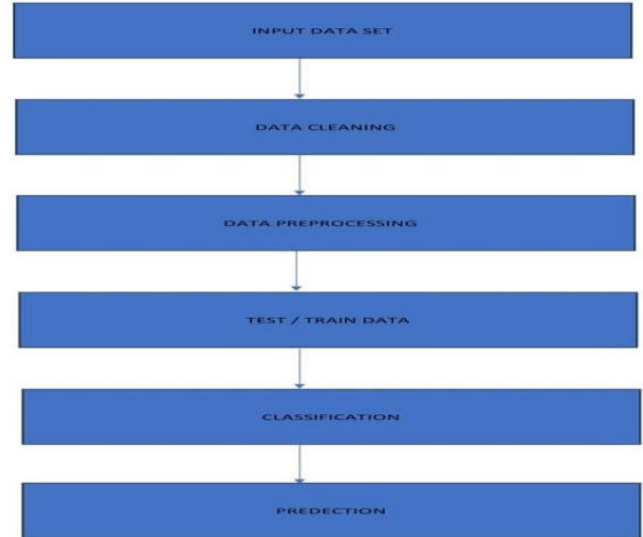 INPUT DATA SET
DATA CLEANING
DATA PREPROCESSING
TEST / TRAIN DATA
CLASSIFICATION
PREDECTION